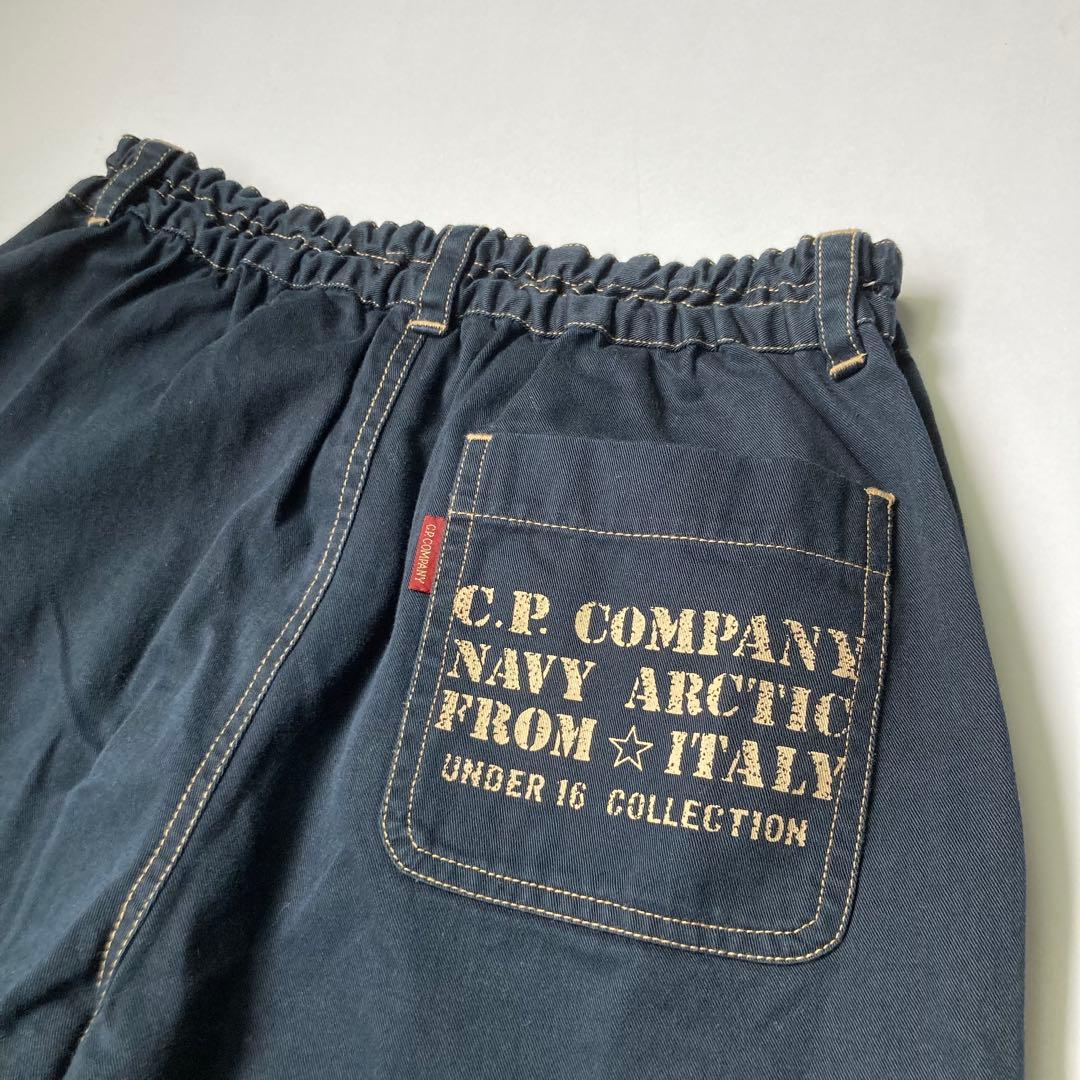 C.P. COMPANY
C.P. COMPANY
NAVY ARCTIC
FROM ☆ ITALY
UNDER 16 COLLECTION